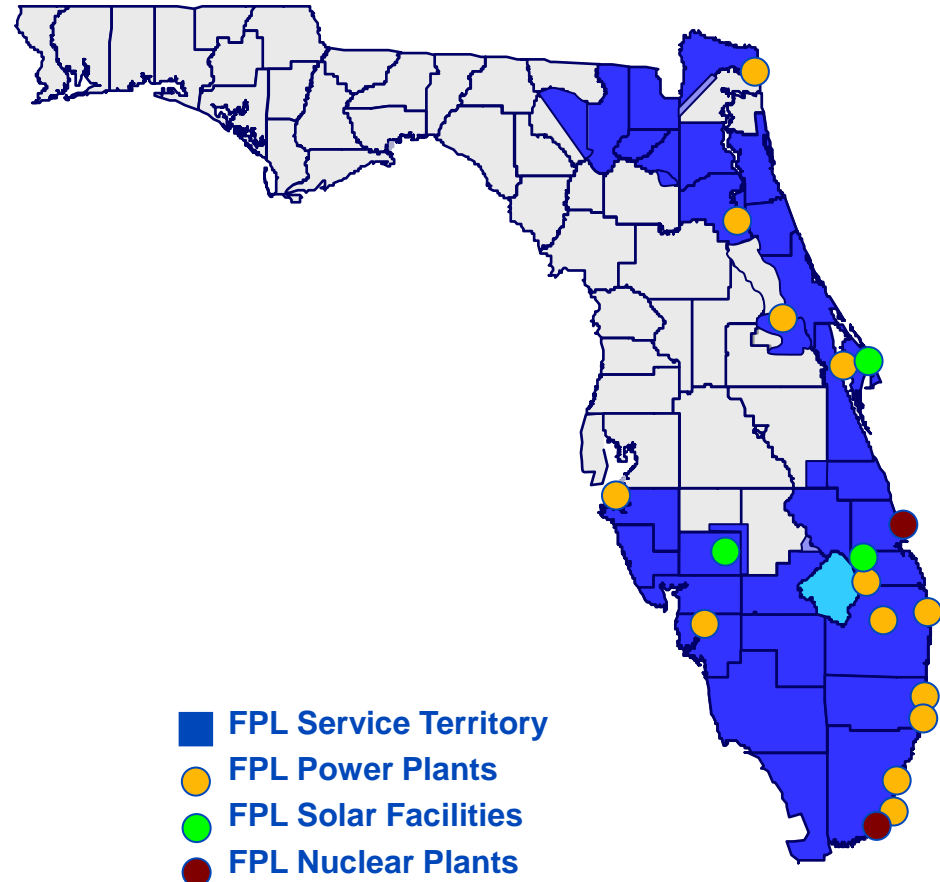 FPL Service Territory
FPL Power Plants
FPL Solar Facilities
FPL Nuclear Plants